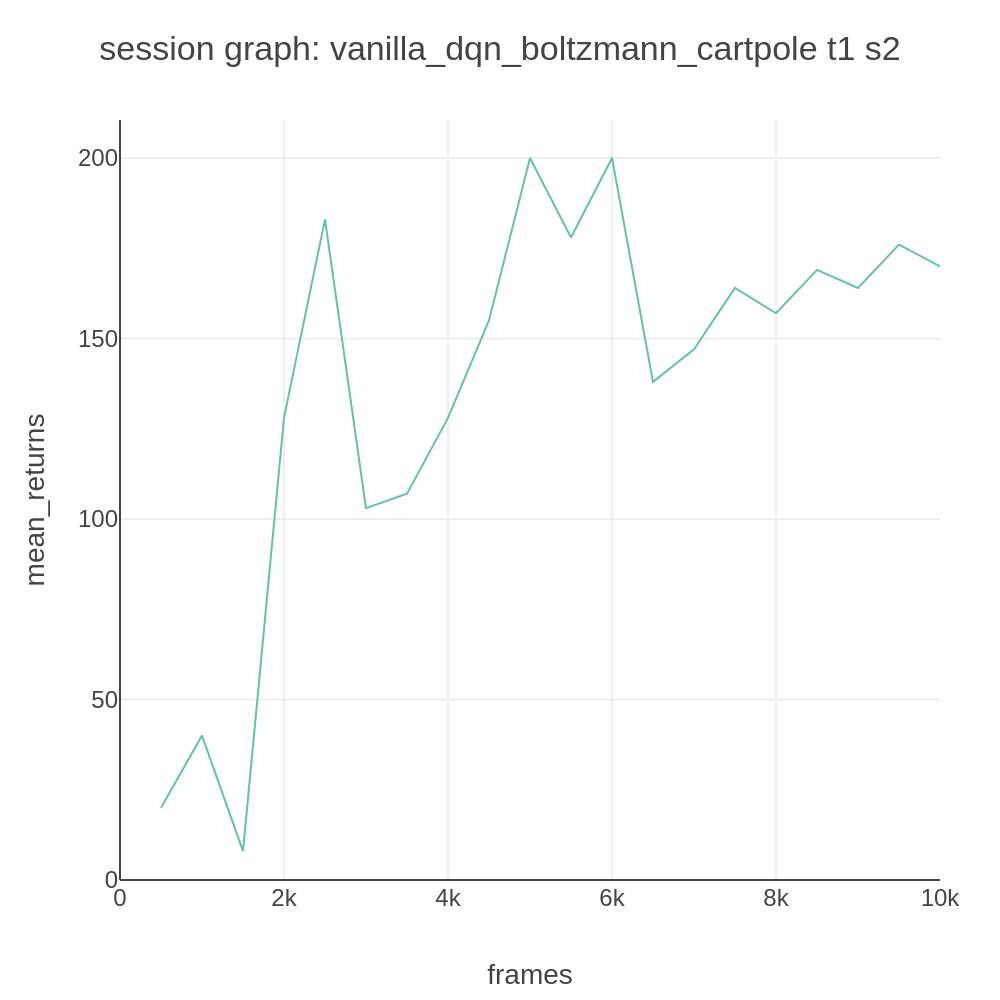 session graph: vanilla_dqn_boltzmann_cartpole t1 s2
200
150
100
50
0
0 2k 4k 6k 8k 10k
mean_returns
frames